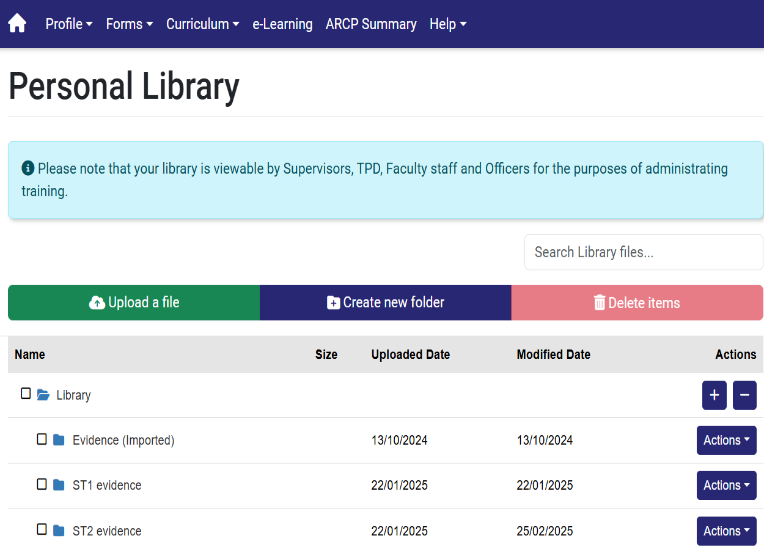 Profile Forms Curriculum e-Learning ARCP Summary Help
Personal Library
Please note that your library is viewable by Supervisors, TPD, Faculty staff and Officers for the purposes of administrating
training.
Search Library files...
Upload a file Create new folder Delete items
Name Size Uploaded Date Modified Date Actions
Library + −
Evidence (Imported) 13/10/2024 13/10/2024 Actions
ST1 evidence 22/01/2025 22/01/2025 Actions
ST2 evidence 22/01/2025 25/02/2025 Actions